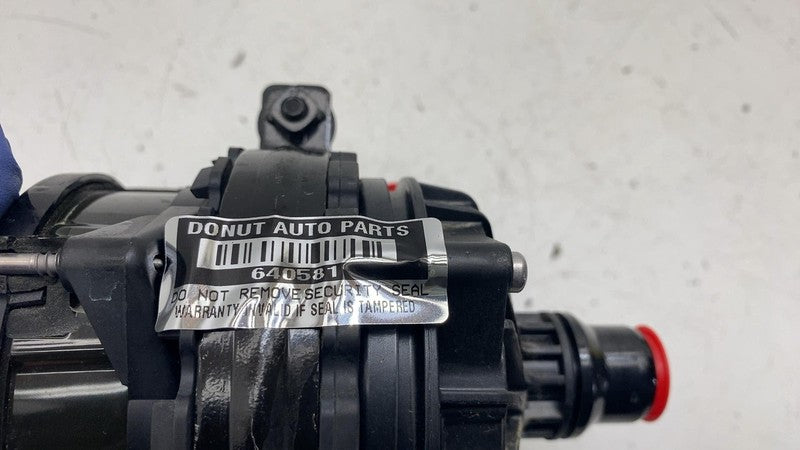 DONUT AUTO PARTS
640581
DO NOT REMOVE SECURITY SEAL
WARRANTY INVALID IF SEAL IS TAMPERED